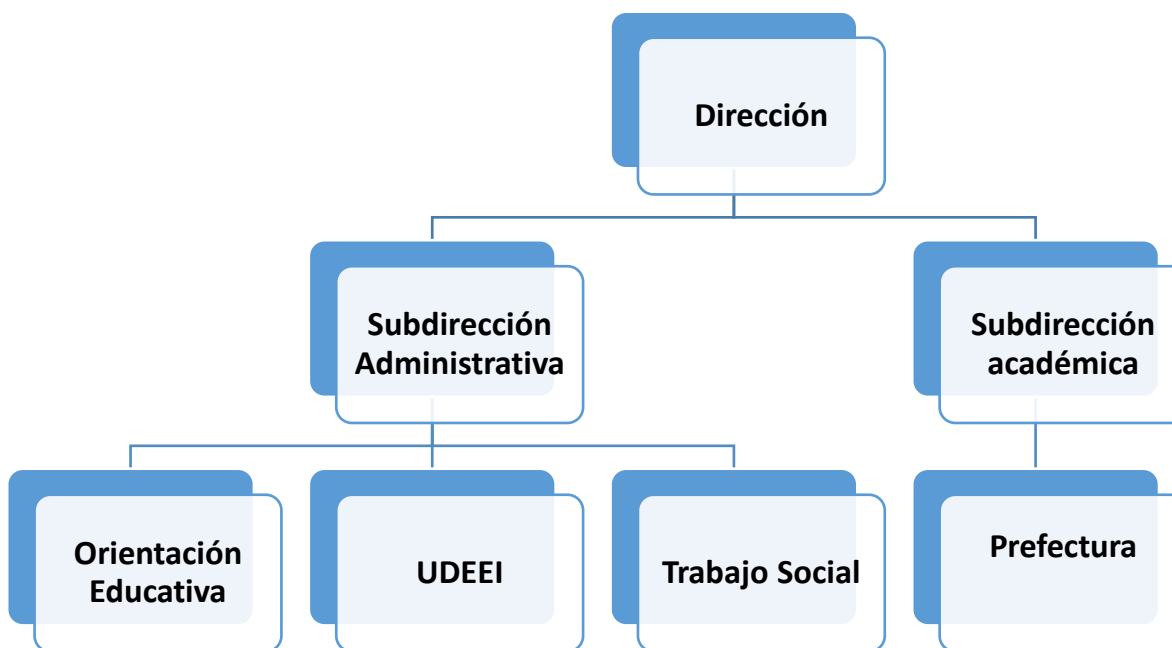 Dirección
Subdirección
Administrativa
Subdirección
académica
Orientación
Educativa
UDEEI
Trabajo Social
Prefectura